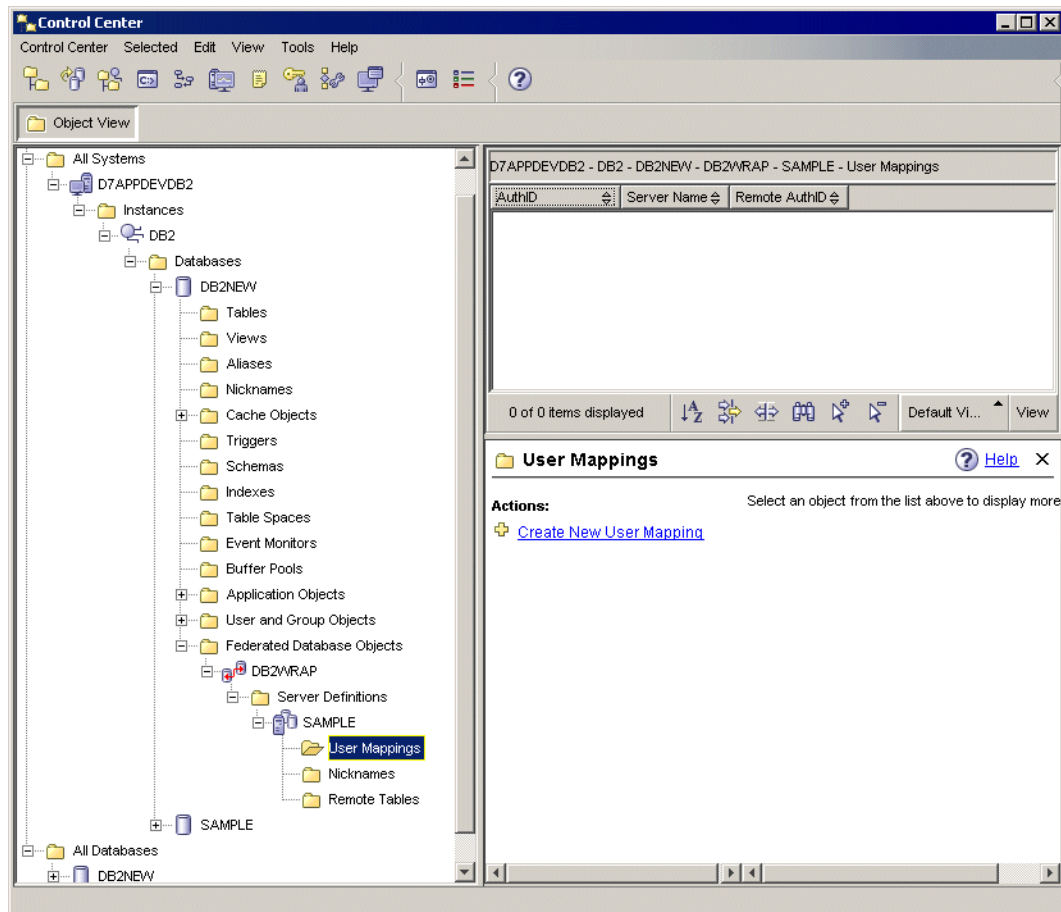 Control Center
Control Center Selected Edit View Tools Help
Object View
All Systems
D7APPDEVDB2
Instances
DB2
Databases
DB2NEW
Tables
Views
Aliases
Nicknames
Cache Objects
Triggers
Schemas
Indexes
Table Spaces
Event Monitors
Buffer Pools
Application Objects
User and Group Objects
Federated Database Objects
DB2WRAP
Server Definitions
SAMPLE
User Mappings
Nicknames
Remote Tables
SAMPLE
All Databases
DB2NEW
D7APPDEVDB2 - DB2 - DB2NEW - DB2WRAP - SAMPLE - User Mappings
AuthID Server Name Remote AuthID
0 of 0 items displayed Default Vi... View
User Mappings Help
Actions: Select an object from the list above to display more
Create New User Mapping